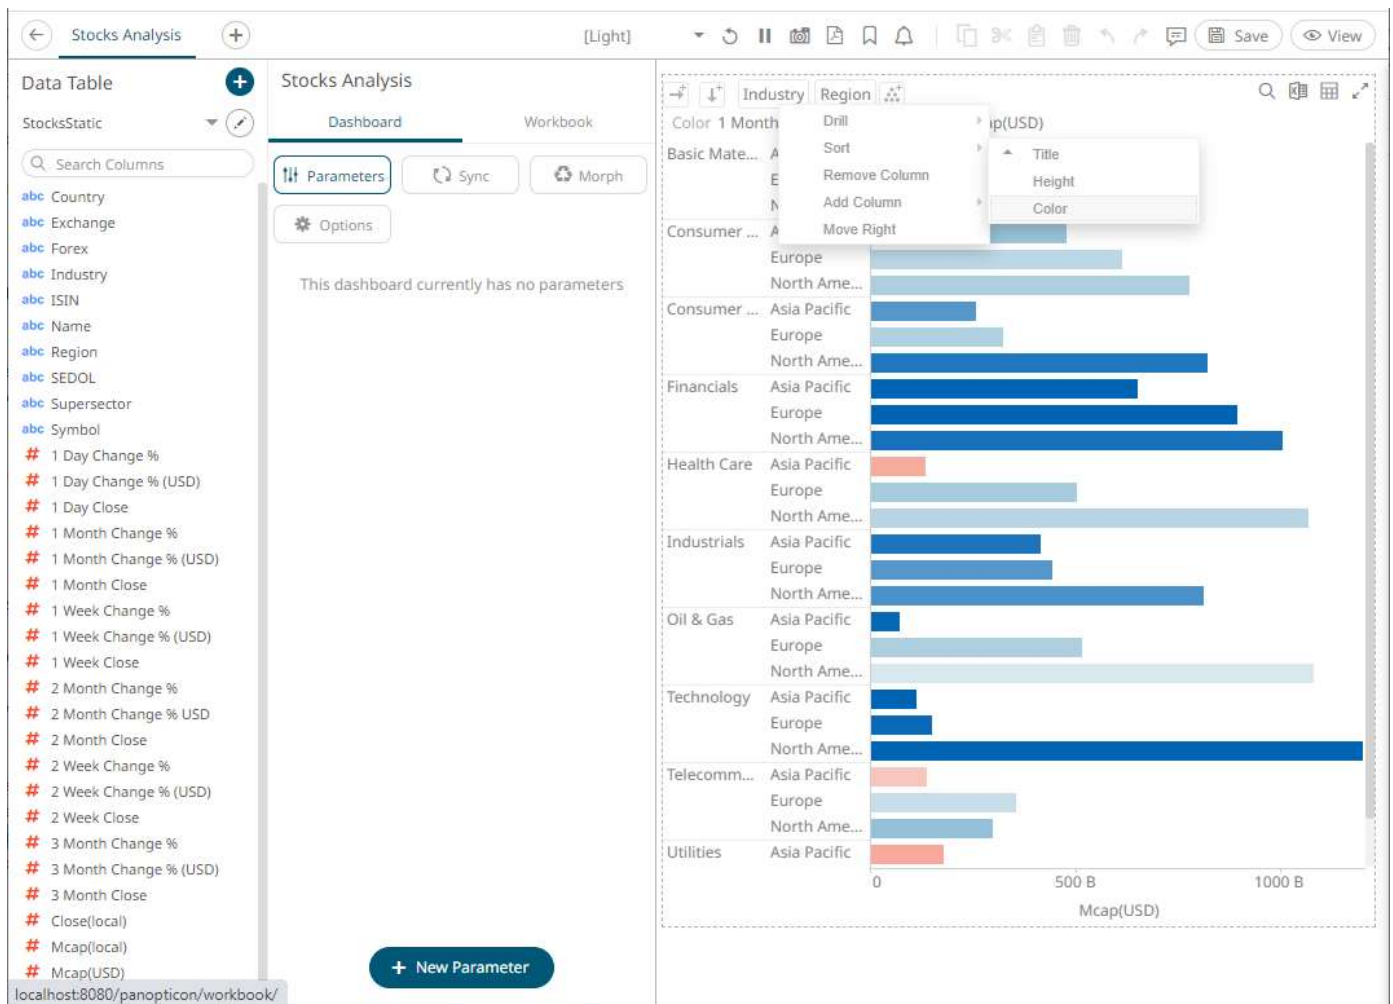 Stocks Analysis
[Light]
Save
View
Data Table
StocksStatic
Search Columns
abc Country
abc Exchange
abc Forex
abc Industry
abc ISIN
abc Name
abc Region
abc SEDOL
abc Supersector
abc Symbol
# 1 Day Change %
# 1 Day Change % (USD)
# 1 Day Close
# 1 Month Change %
# 1 Month Change % (USD)
# 1 Month Close
# 1 Week Change %
# 1 Week Change % (USD)
# 1 Week Close
# 2 Month Change %
# 2 Month Change % USD
# 2 Month Close
# 2 Week Change %
# 2 Week Change % (USD)
# 2 Week Close
# 3 Month Change %
# 3 Month Change % (USD)
# 3 Month Close
# Close(local)
# Mcap(local)
# Mcap(USD)
localhost:8080/panopticon/workbook/
Stocks Analysis
Dashboard Workbook
Parameters Sync Morph
Options
This dashboard currently has no parameters
+ New Parameter
Industry Region
Color 1 Month
Drill
Sort
Remove Column
Add Column
Move Right
Title
Height
Color
Basic Mate... A
E
N
Consumer ... A
Europe
North Ame...
Consumer ... Asia Pacific
Europe
North Ame...
Financials Asia Pacific
Europe
North Ame...
Health Care Asia Pacific
Europe
North Ame...
Industrials Asia Pacific
Europe
North Ame...
Oil & Gas Asia Pacific
Europe
North Ame...
Technology Asia Pacific
Europe
North Ame...
Telecomm... Asia Pacific
Europe
North Ame...
Utilities Asia Pacific
0 500 B 1000 B
Mcap(USD)